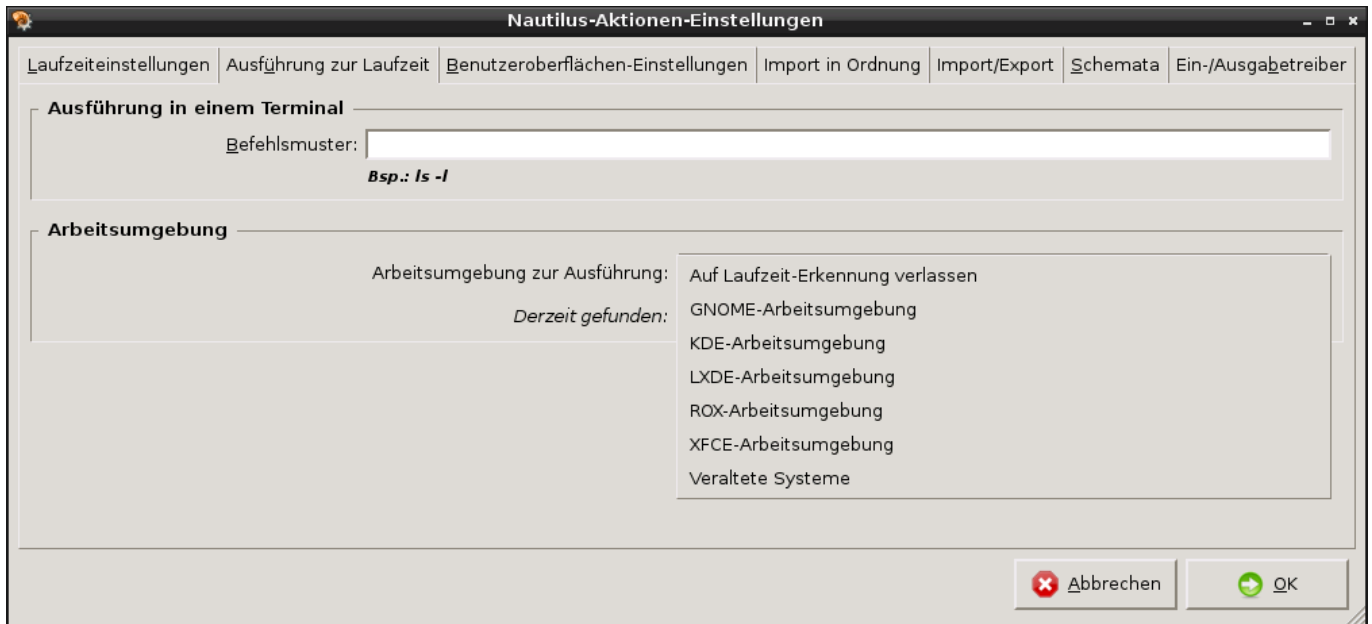 Nautilus-Aktionen-Einstellungen
Laufzeiteinstellungen Ausführung zur Laufzeit Benutzeroberflächen-Einstellungen Import in Ordnung Import/Export Schemata Ein-/Ausgabetreiber
Ausführung in einem Terminal
Befehlsmuster:
Bsp.: ls -l
Arbeitsumgebung
Arbeitsumgebung zur Ausführung:
Derzeit gefunden:
Auf Laufzeit-Erkennung verlassen
GNOME-Arbeitsumgebung
KDE-Arbeitsumgebung
LXDE-Arbeitsumgebung
ROX-Arbeitsumgebung
XFCE-Arbeitsumgebung
Veraltete Systeme
Abbrechen OK